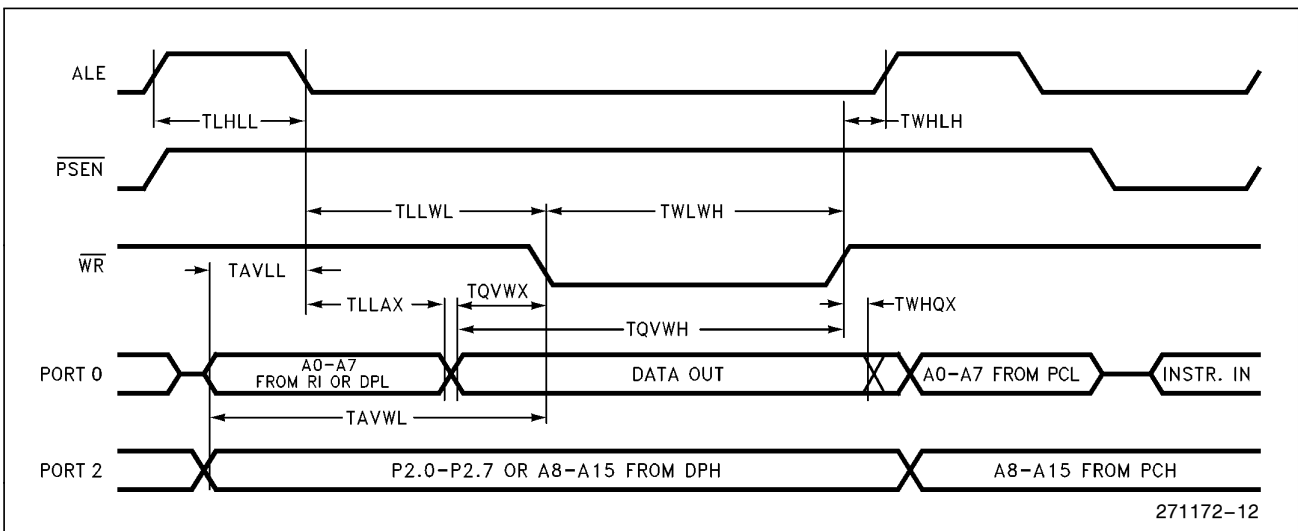 ALE
TLHLL
TWHLH
PSEN
TLLWL
TWLWH
WR
TAVLL
TLLAX
TQVWX
TWHQX
TQVWH
PORT 0
A0-A7
FROM RI OR DPL
DATA OUT
A0-A7 FROM PCL
INSTR. IN
TAVWL
PORT 2
P2.0-P2.7 OR A8-A15 FROM DPH
A8-A15 FROM PCH
271172-12